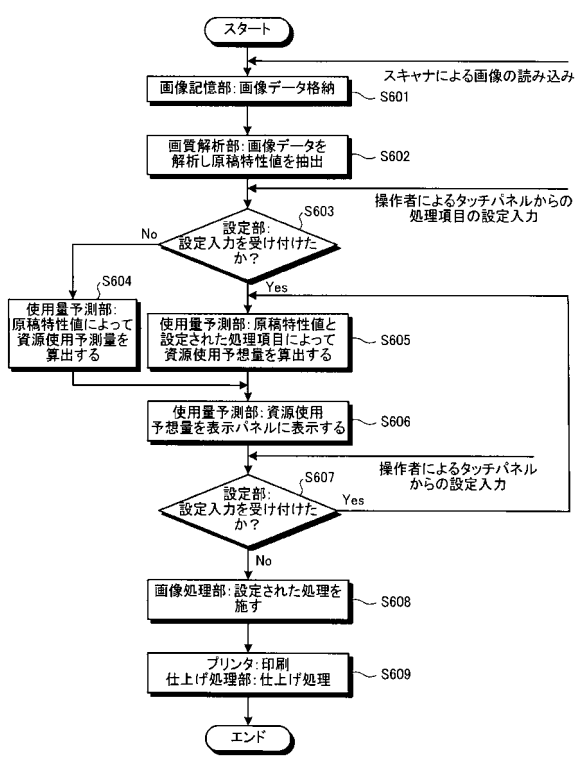 スタート
スキャナによる画像の読み込み
画像記憶部:画像データ格納
S601
画質解析部:画像データを
解析し原稿特性値を抽出
S602
操作者によるタッチパネルからの
処理項目の設定入力
S603
設定部:
設定入力を受け付けた
か?
No
Yes
S604
使用量予測部:
原稿特性値によって
資源使用予測量を
算出する
使用量予測部:原稿特性値と
設定された処理項目によって
資源使用予想量を算出する
S605
使用量予測部:資源使用
予想量を表示パネルに表示する
S606
操作者によるタッチパネル
からの設定入力
S607
設定部:
設定入力を受け付けた
か?
Yes
No
画像処理部:設定された処理を
施す
S608
プリンタ:印刷
仕上げ処理部:仕上げ処理
S609
エンド